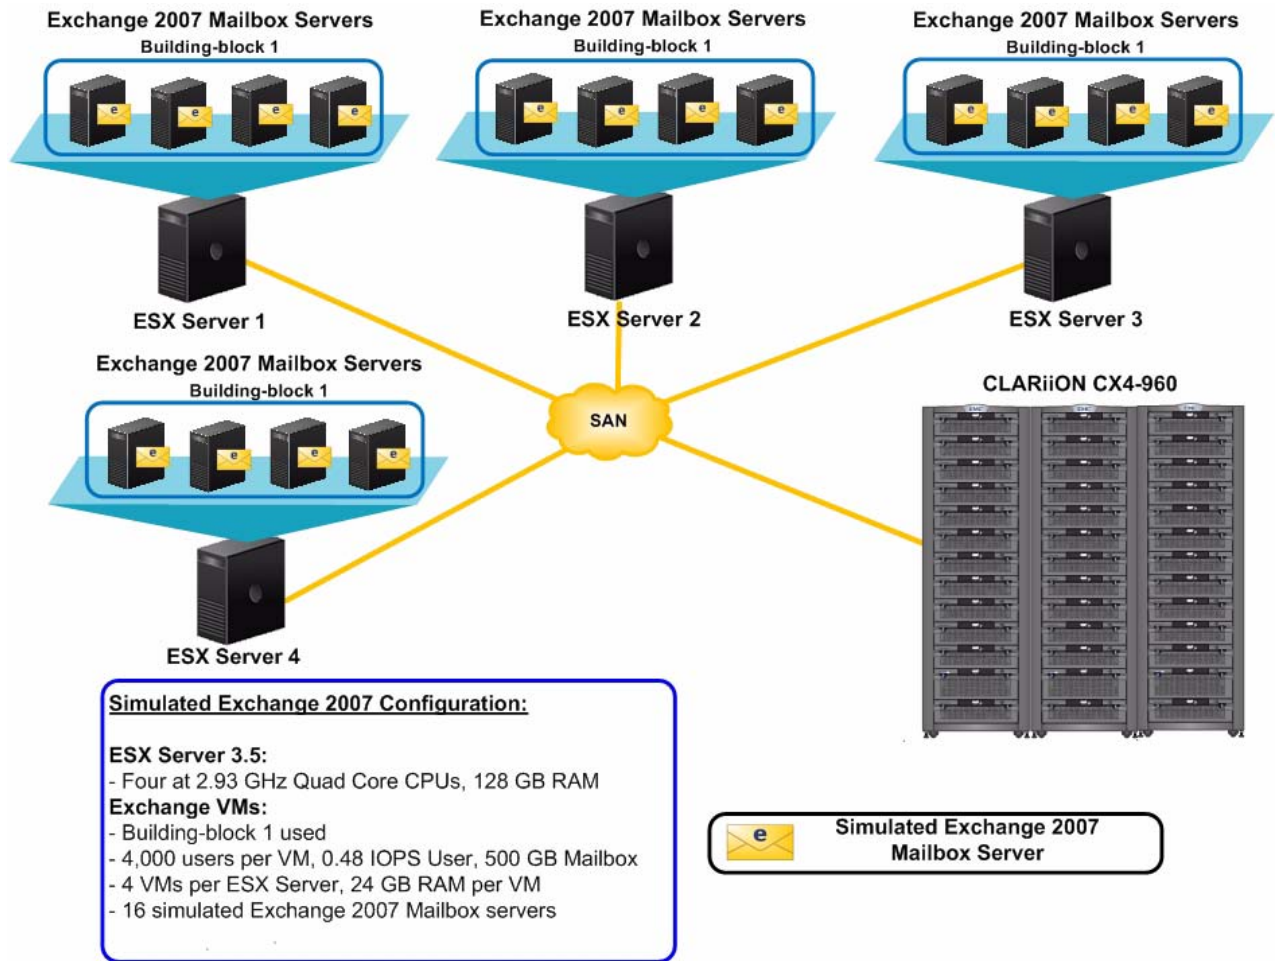 Exchange 2007 Mailbox Servers
Building-block 1
e e e e
ESX Server 1
Exchange 2007 Mailbox Servers
Building-block 1
e e e e
ESX Server 2
Exchange 2007 Mailbox Servers
Building-block 1
e e e e
ESX Server 3
Exchange 2007 Mailbox Servers
Building-block 1
e e e e
ESX Server 4
SAN
CLARiiON CX4-960
Simulated Exchange 2007 Configuration:
ESX Server 3.5:
- Four at 2.93 GHz Quad Core CPUs, 128 GB RAM
Exchange VMs:
- Building-block 1 used
- 4,000 users per VM, 0.48 IOPS User, 500 GB Mailbox
- 4 VMs per ESX Server, 24 GB RAM per VM
- 16 simulated Exchange 2007 Mailbox servers
e
Simulated Exchange 2007
Mailbox Server